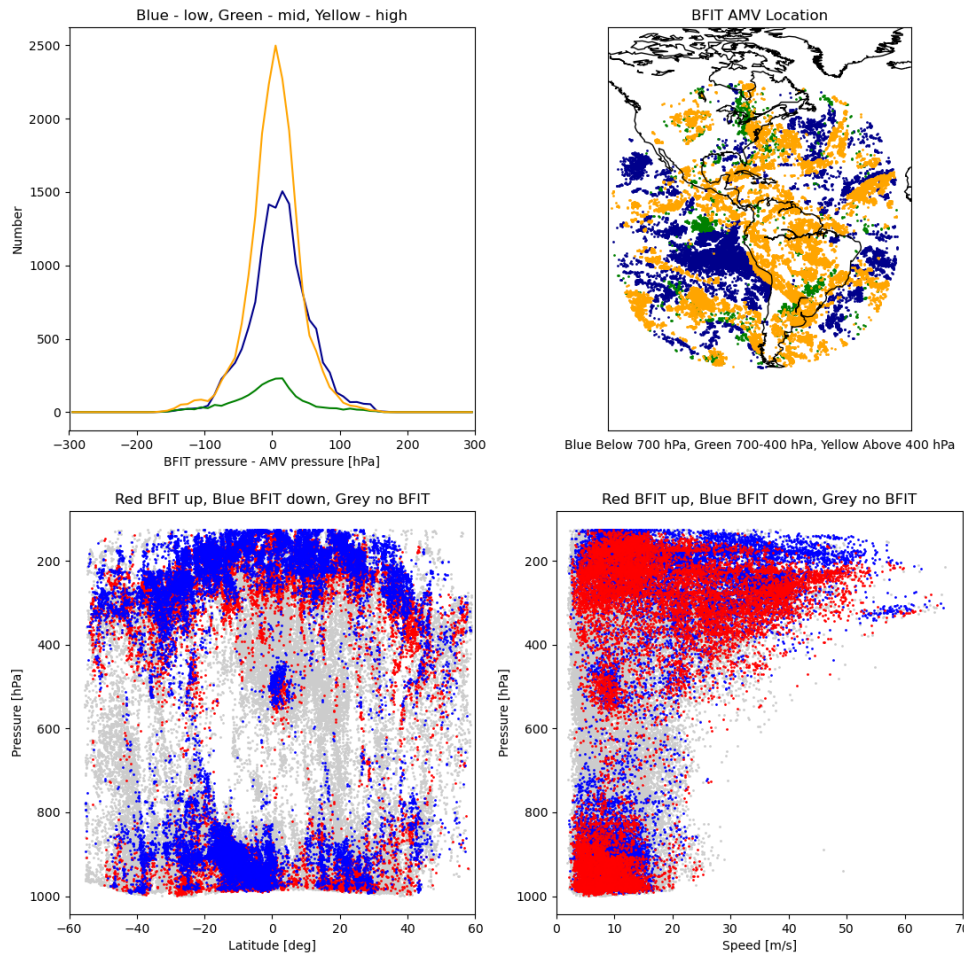 Blue - low, Green - mid, Yellow - high
2500
2000
1500
1000
500
0
Number
−300 −200 −100 0 100 200 300
BFIT pressure - AMV pressure [hPa]
BFIT AMV Location
Blue Below 700 hPa, Green 700-400 hPa, Yellow Above 400 hPa
Red BFIT up, Blue BFIT down, Grey no BFIT
200
400
600
800
1000
Pressure [hPa]
−60 −40 −20 0 20 40 60
Latitude [deg]
Red BFIT up, Blue BFIT down, Grey no BFIT
200
400
600
800
1000
Pressure [hPa]
0 10 20 30 40 50 60 70
Speed [m/s]